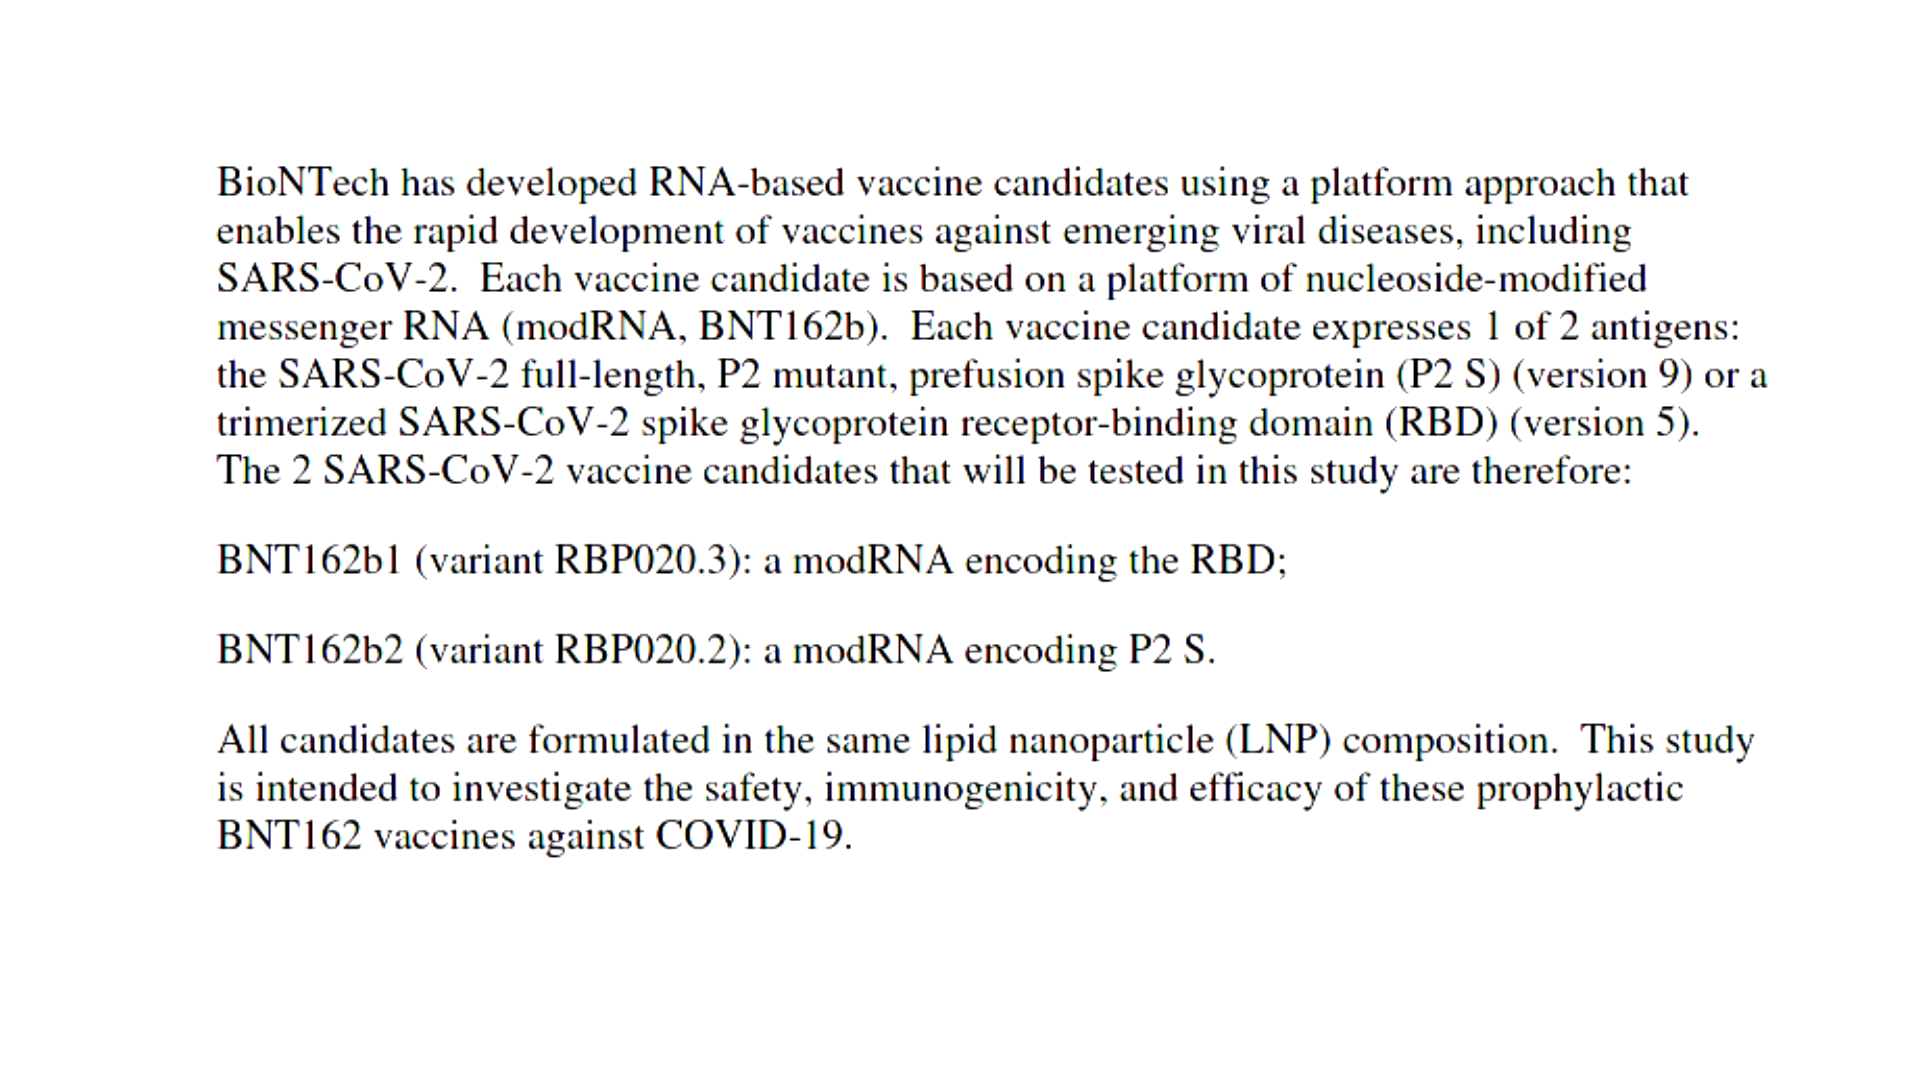 BioNTech has developed RNA-based vaccine candidates using a platform approach that
enables the rapid development of vaccines against emerging viral diseases, including
SARS-CoV-2.  Each vaccine candidate is based on a platform of nucleoside-modified
messenger RNA (modRNA, BNT162b).  Each vaccine candidate expresses 1 of 2 antigens:
the SARS-CoV-2 full-length, P2 mutant, prefusion spike glycoprotein (P2 S) (version 9) or a
trimerized SARS-CoV-2 spike glycoprotein receptor-binding domain (RBD) (version 5).
The 2 SARS-CoV-2 vaccine candidates that will be tested in this study are therefore:
BNT162b1 (variant RBP020.3): a modRNA encoding the RBD;
BNT162b2 (variant RBP020.2): a modRNA encoding P2 S.
All candidates are formulated in the same lipid nanoparticle (LNP) composition.  This study
is intended to investigate the safety, immunogenicity, and efficacy of these prophylactic
BNT162 vaccines against COVID-19.